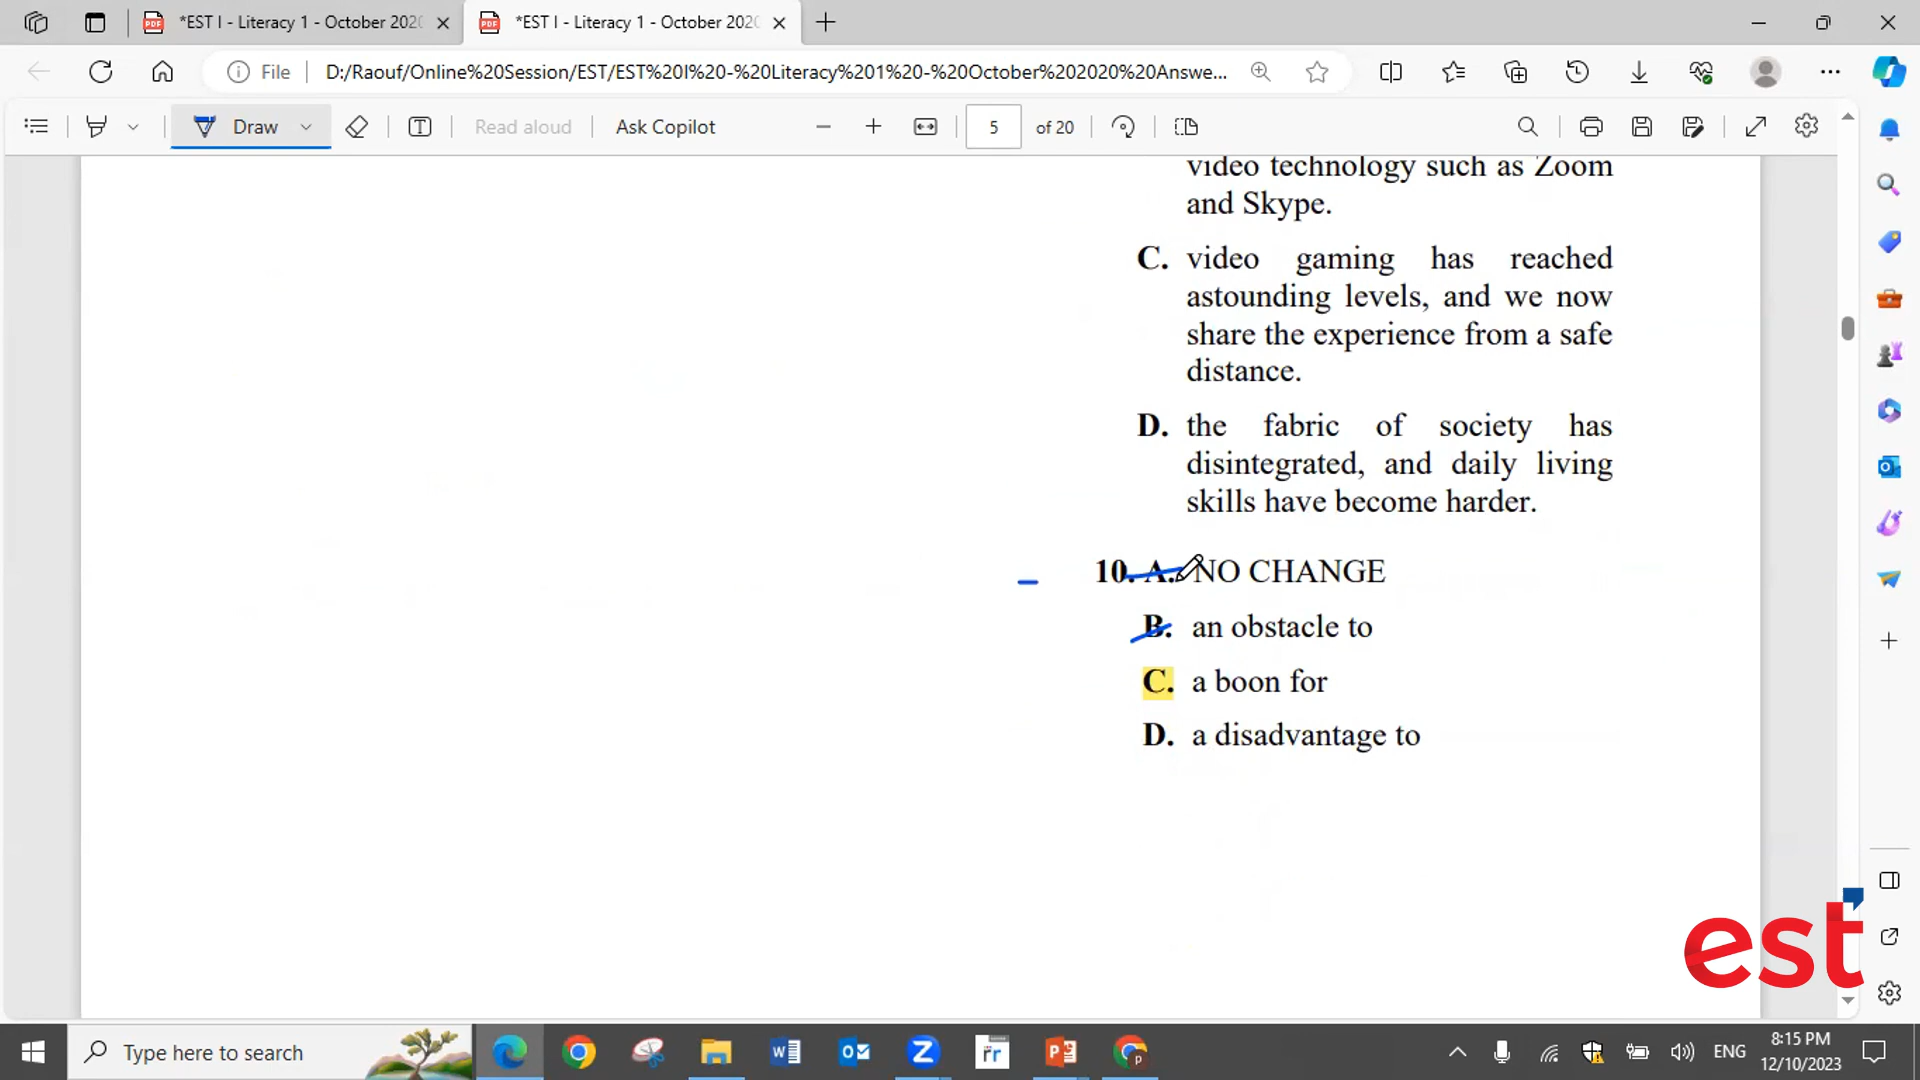 *EST I - Literacy 1 - October 202
*EST I - Literacy 1 - October 202
File
D:/Raouf/Online%20Session/EST/EST%20I%20-%20Literacy%201%20-%20October%202020%20Answe...
Draw
Read aloud
Ask Copilot
5
of 20
video technology such as Zoom
and Skype.
C. video gaming has reached
astounding levels, and we now
share the experience from a safe
distance.
D. the fabric of society has
disintegrated, and daily living
skills have become harder.
10. A. NO CHANGE
B. an obstacle to
C. a boon for
D. a disadvantage to
est
Type here to search
ENG
8:15 PM
12/10/2023